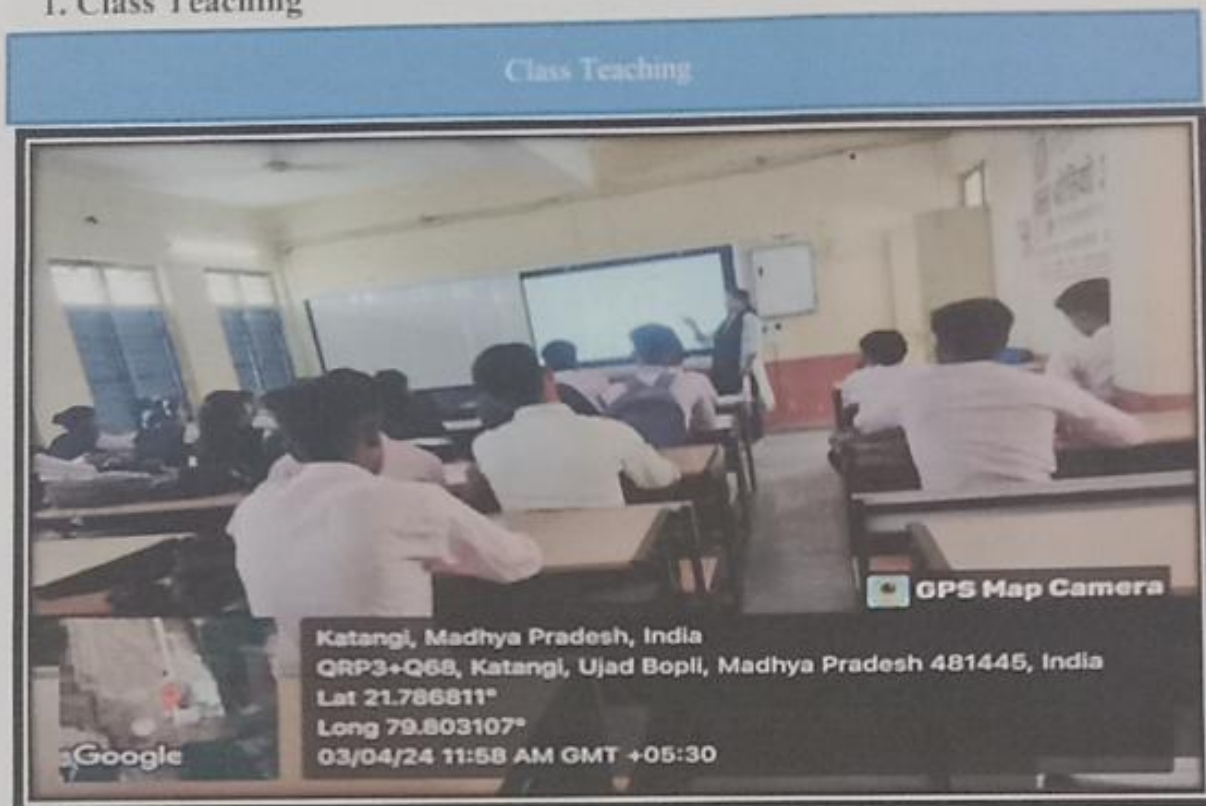 1. Class Teaching
Class Teaching
GPS Map Camera
Katangi, Madhya Pradesh, India
QRP3+Q68, Katangi, Ujad Bopli, Madhya Pradesh 481445, India
Lat 21.786811°
Long 79.803107°
03/04/24 11:58 AM GMT +05:30
Google